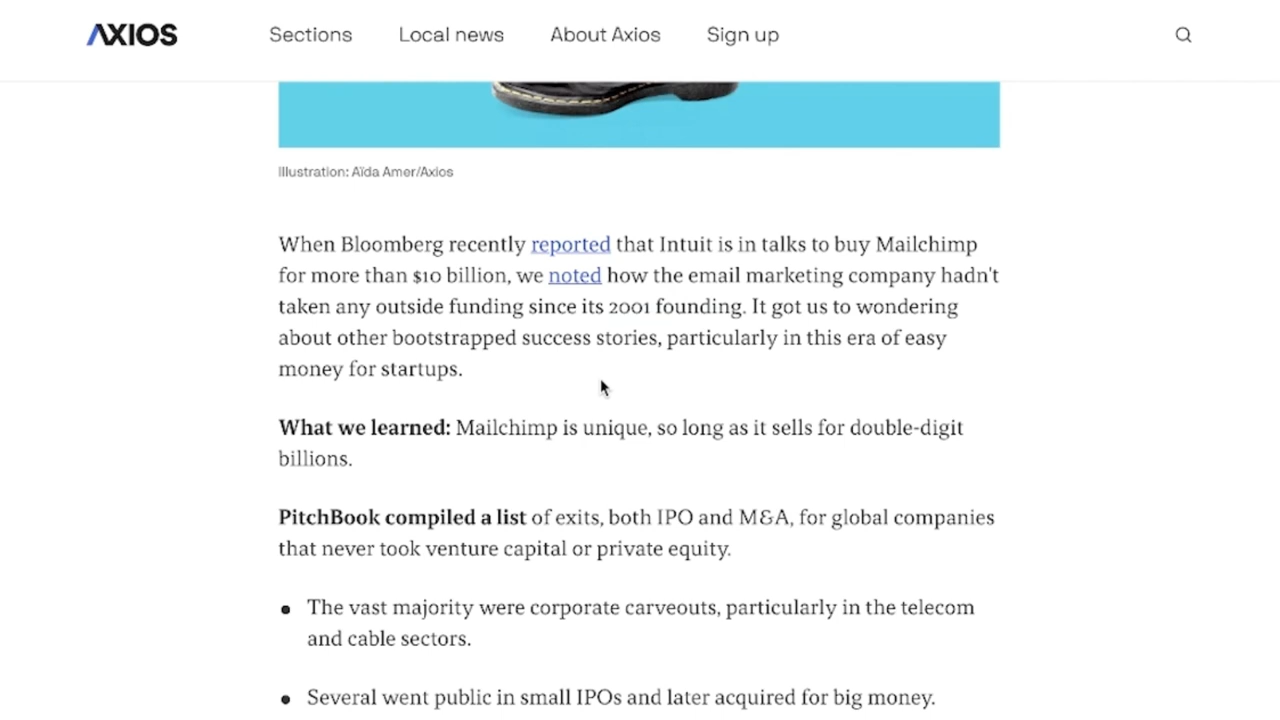 AXIOS Sections Local news About Axios Sign up
Illustration: Aïda Amer/Axios
When Bloomberg recently reported that Intuit is in talks to buy Mailchimp
for more than $10 billion, we noted how the email marketing company hadn't
taken any outside funding since its 2001 founding. It got us to wondering
about other bootstrapped success stories, particularly in this era of easy
money for startups.
What we learned: Mailchimp is unique, so long as it sells for double-digit
billions.
PitchBook compiled a list of exits, both IPO and M&A, for global companies
that never took venture capital or private equity.
• The vast majority were corporate carveouts, particularly in the telecom
and cable sectors.
• Several went public in small IPOs and later acquired for big money.